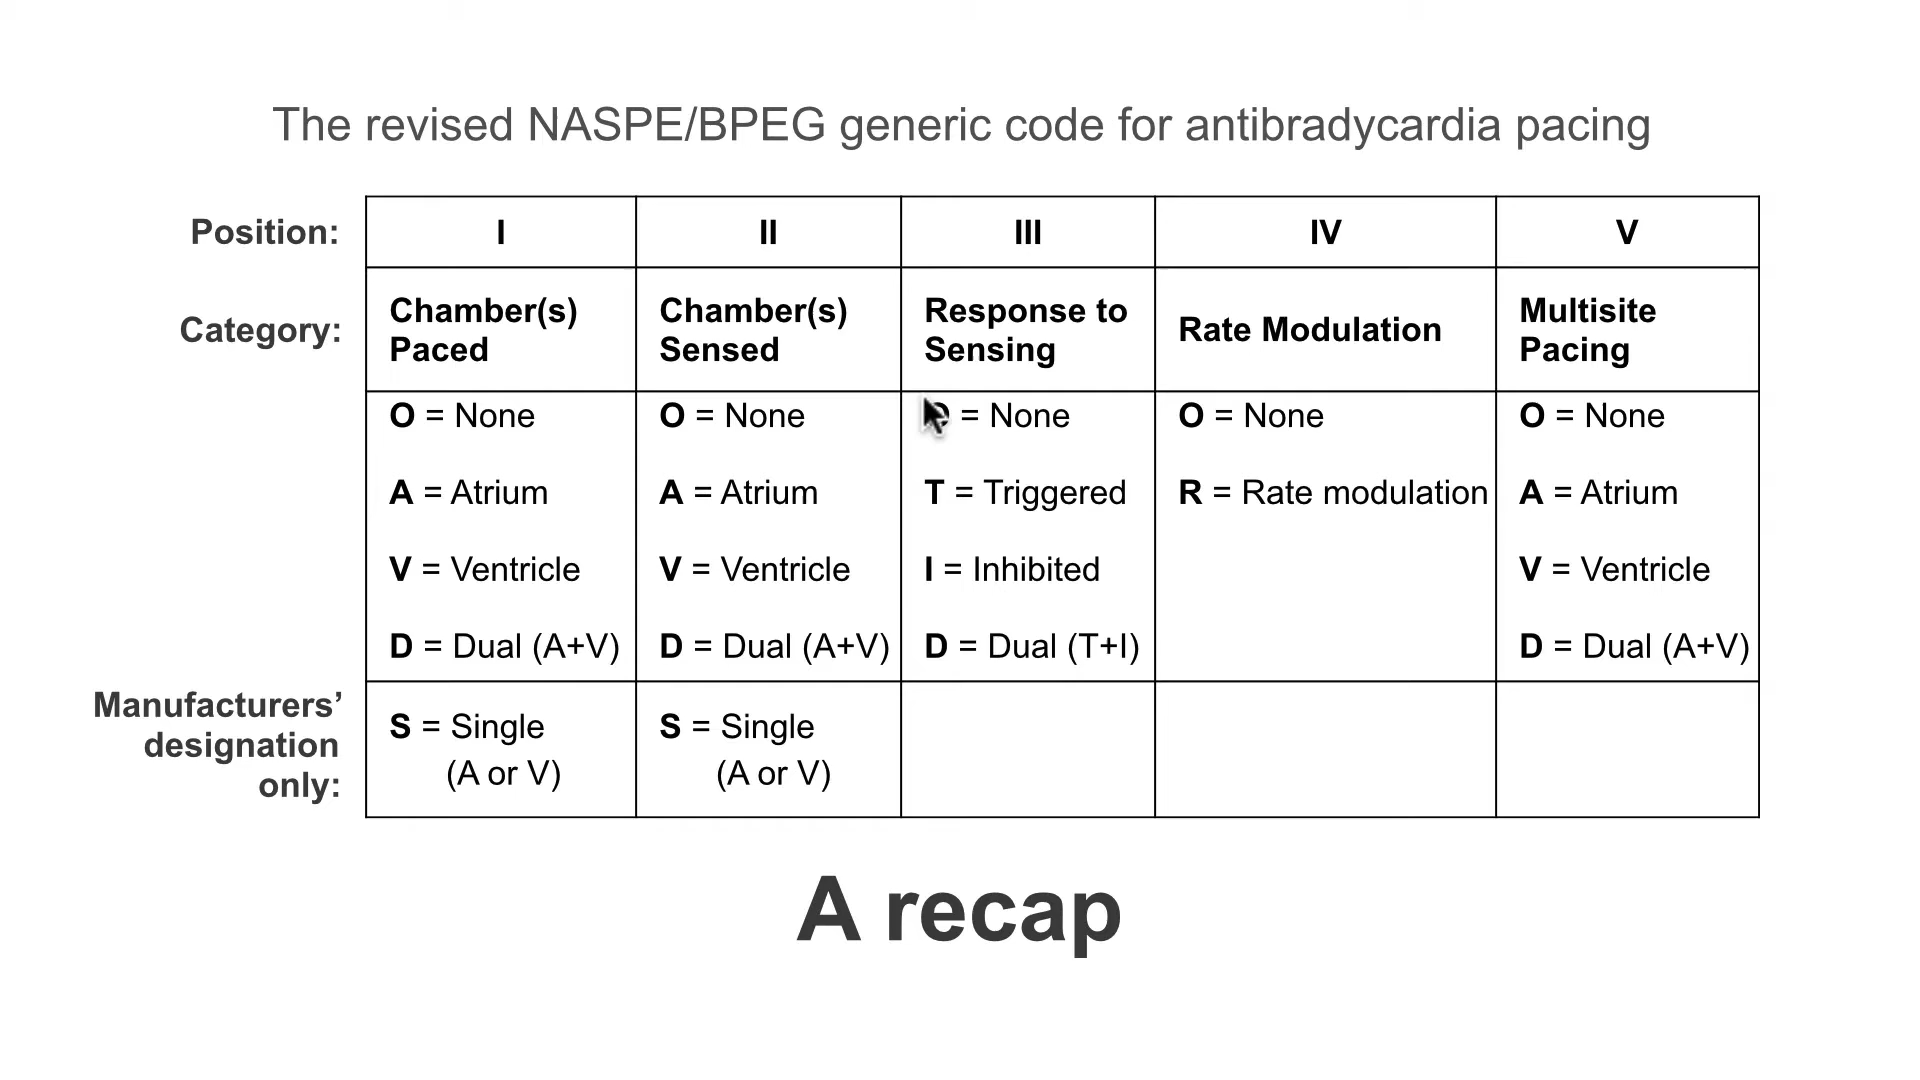 The revised NASPE/BPEG generic code for antibradycardia pacing
Position: I II III IV V
Category: Chamber(s) Paced Chamber(s) Sensed Response to Sensing Rate Modulation Multisite Pacing
O = None O = None = None O = None O = None
A = Atrium A = Atrium T = Triggered R = Rate modulation A = Atrium
V = Ventricle V = Ventricle I = Inhibited V = Ventricle
D = Dual (A+V) D = Dual (A+V) D = Dual (T+I) D = Dual (A+V)
Manufacturers’ designation only: S = Single (A or V) S = Single (A or V)
A recap